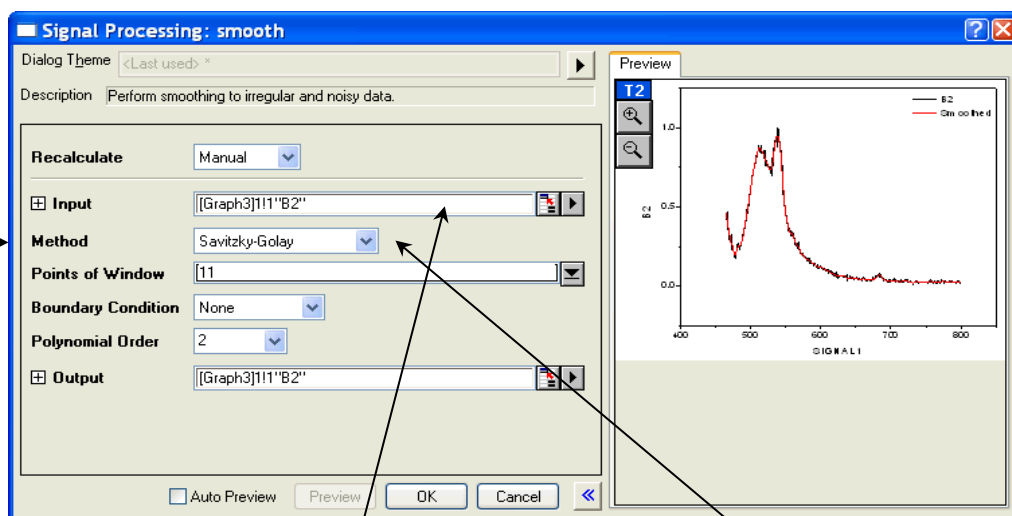 Signal Processing: smooth
Dialog Theme <Last used> *
Description Perform smoothing to irregular and noisy data.
Recalculate Manual
Input [Graph3]1!1"B2"
Method Savitzky-Golay
Points of Window 11
Boundary Condition None
Polynomial Order 2
Output [Graph3]1!1"B2"
Auto Preview Preview OK Cancel
Preview
T2
B2
Smoothed
1.0
0.5
0.0
B2
400 500 600 700 800
SIGNAL1